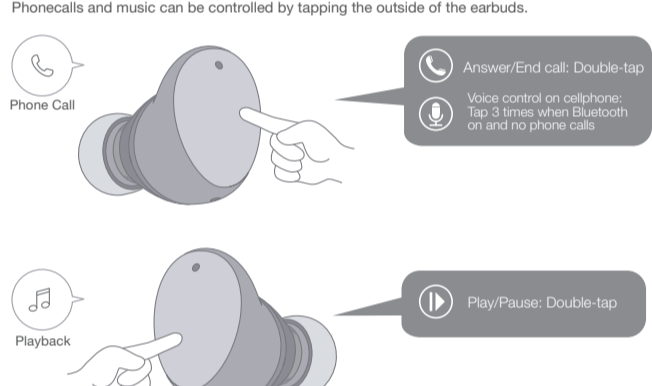 Phonecalls and music can be controlled by tapping the outside of the earbuds.
Phone Call
Answer/End call: Double-tap
Voice control on cellphone:
Tap 3 times when Bluetooth
on and no phone calls
Playback
Play/Pause: Double-tap